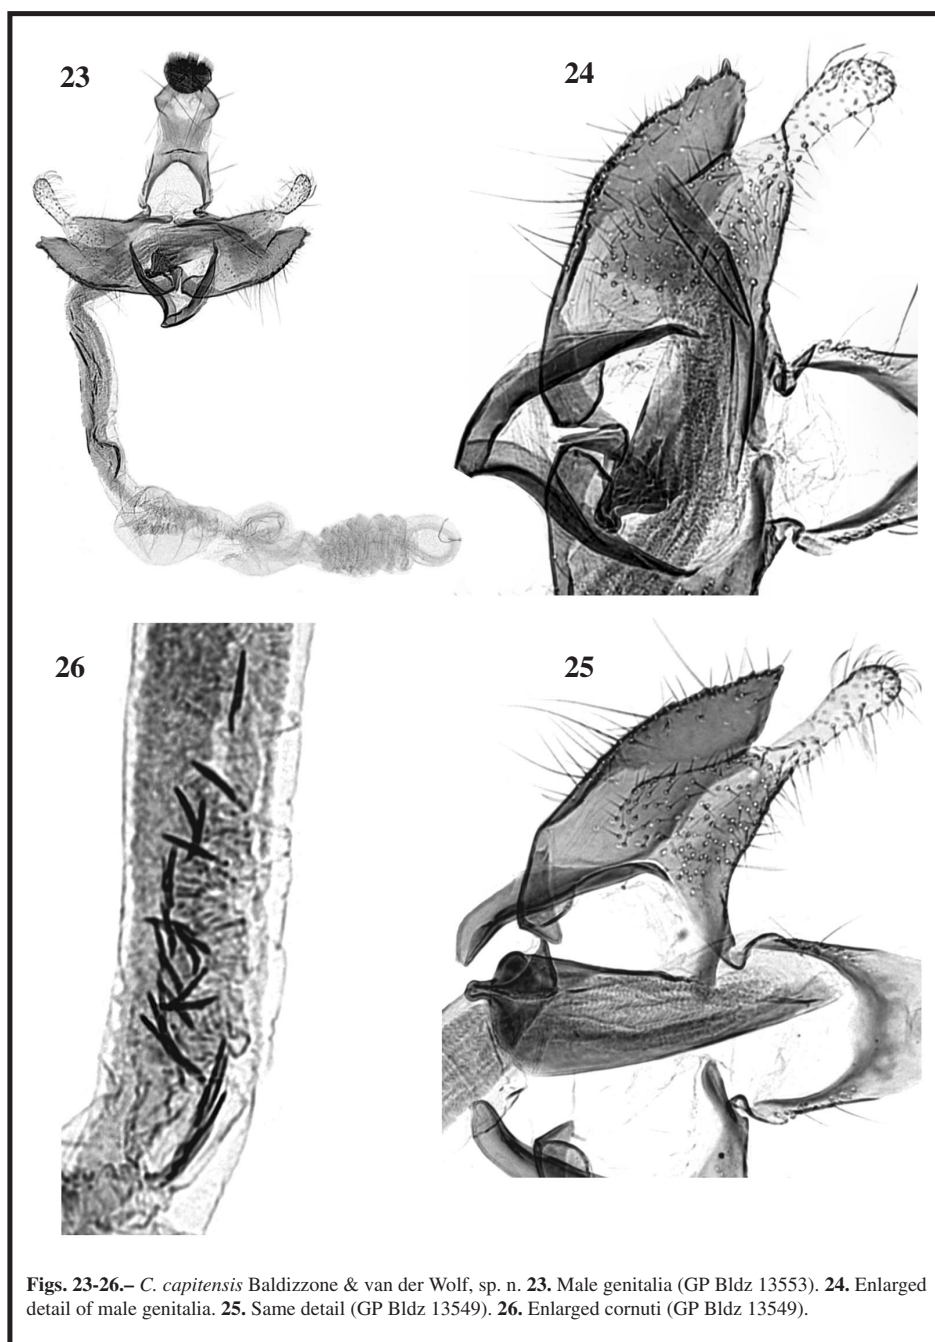 23
24
26
25
Figs. 23-26.– C. capitensis Baldizzone & van der Wolf, sp. n. 23. Male genitalia (GP Bldz 13553). 24. Enlarged
detail of male genitalia. 25. Same detail (GP Bldz 13549). 26. Enlarged cornuti (GP Bldz 13549).